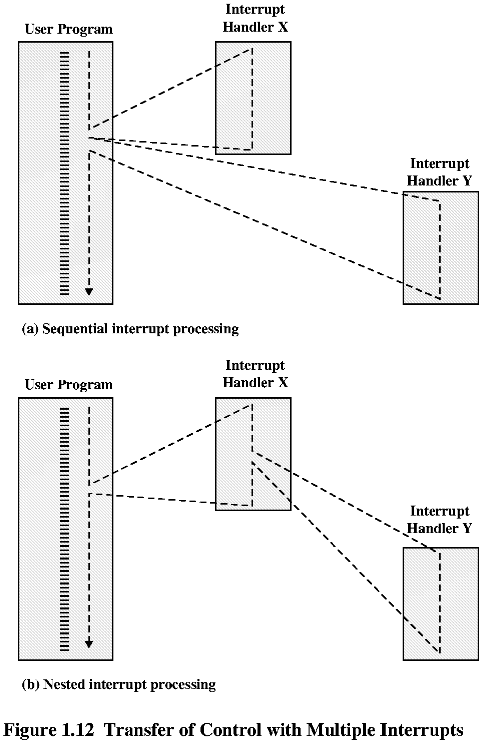 Interrupt
User Program Handler X
Interrupt
Handler Y
(a) Sequential interrupt processing
Interrupt
User Program Handler X
Interrupt
Handler Y
(b) Nested interrupt processing
Figure 1.12 Transfer of Control with Multiple Interrupts